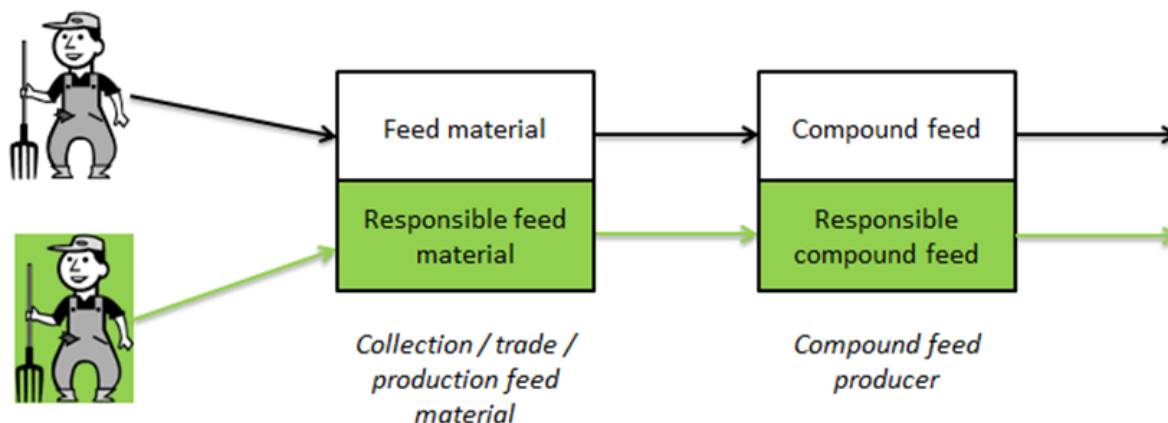 Feed material
Compound feed
Responsible feed
material
Responsible
compound feed
Collection / trade /
production feed
material
Compound feed
producer